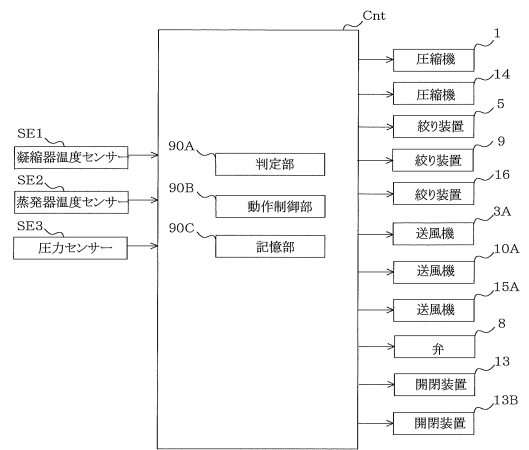 Cnt
1
圧縮機
14
圧縮機
5
絞り装置
SE1
凝縮器温度センサー
90A
判定部
9
絞り装置
SE2
蒸発器温度センサー
90B
動作制御部
16
絞り装置
SE3
圧力センサー
90C
記憶部
3A
送風機
10A
送風機
15A
送風機
8
弁
13
開閉装置
13B
開閉装置